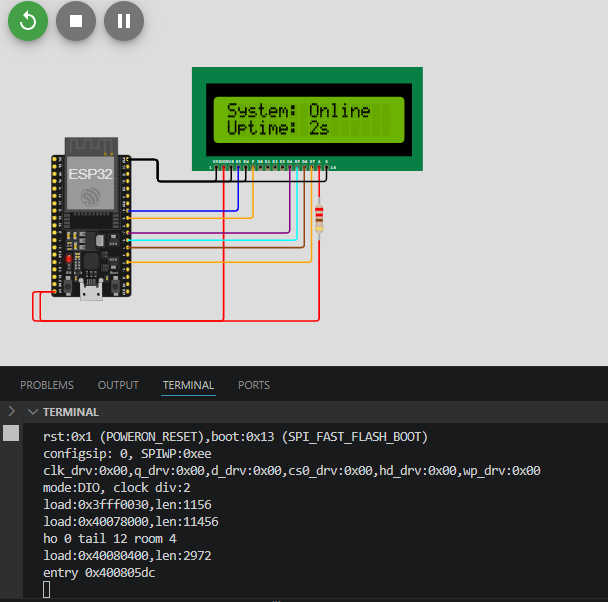 System: Online
Uptime: 2s
ESP32
PROBLEMS OUTPUT TERMINAL PORTS
TERMINAL
rst:0x1 (POWERON_RESET),boot:0x13 (SPI_FAST_FLASH_BOOT)
configsip: 0, SPIWP:0xee
clk_drv:0x00,q_drv:0x00,d_drv:0x00,cs0_drv:0x00,hd_drv:0x00,wp_drv:0x00
mode:DIO, clock div:2
load:0x3fff0030,len:1156
load:0x40078000,len:11456
ho 0 tail 12 room 4
load:0x40080400,len:2972
entry 0x400805dc